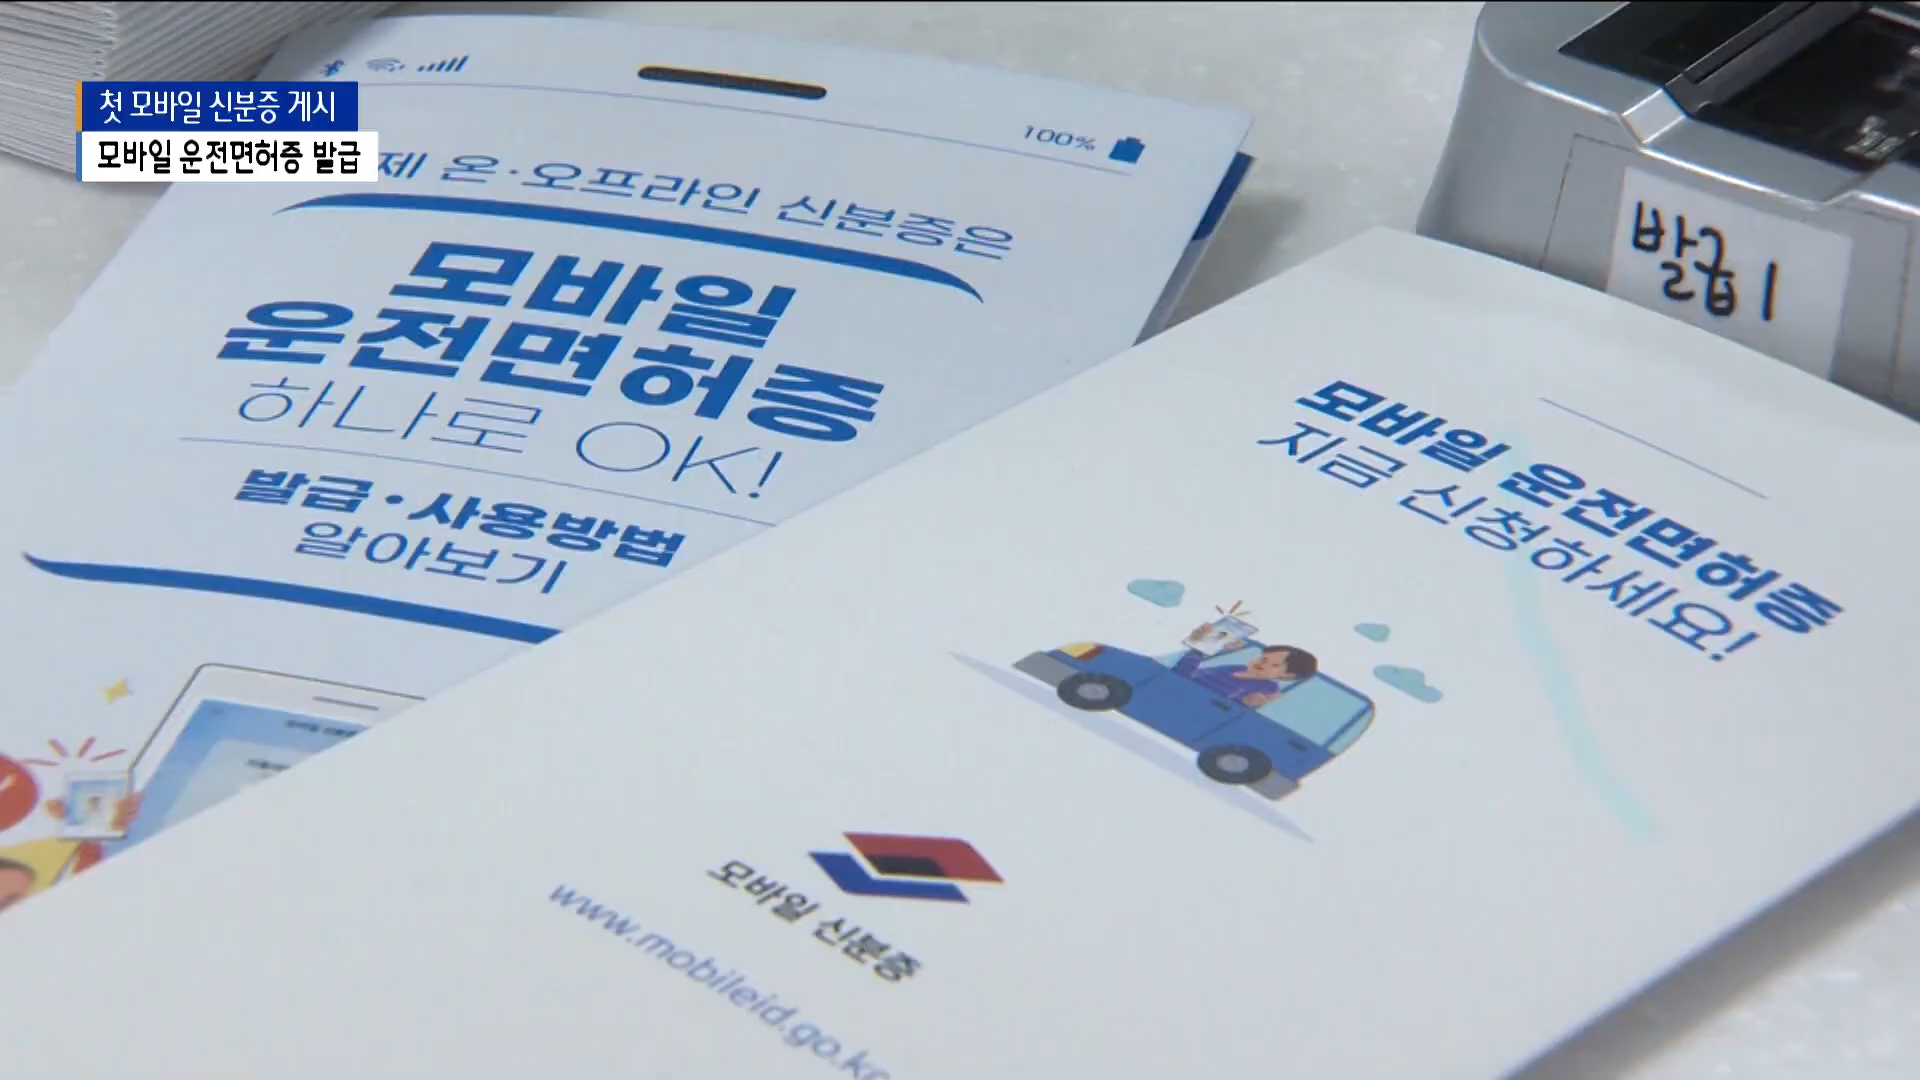 첫 모바일 신분증 게시
모바일 운전면허증 발급
100%
제 온·오프라인 신분증은
모바일
운전면허증
하나로 OK!
발급·사용방법
알아보기
발급 1
모바일 운전면허증
지금 신청하세요!
모바일 신분증
www.mobileid.go.kr